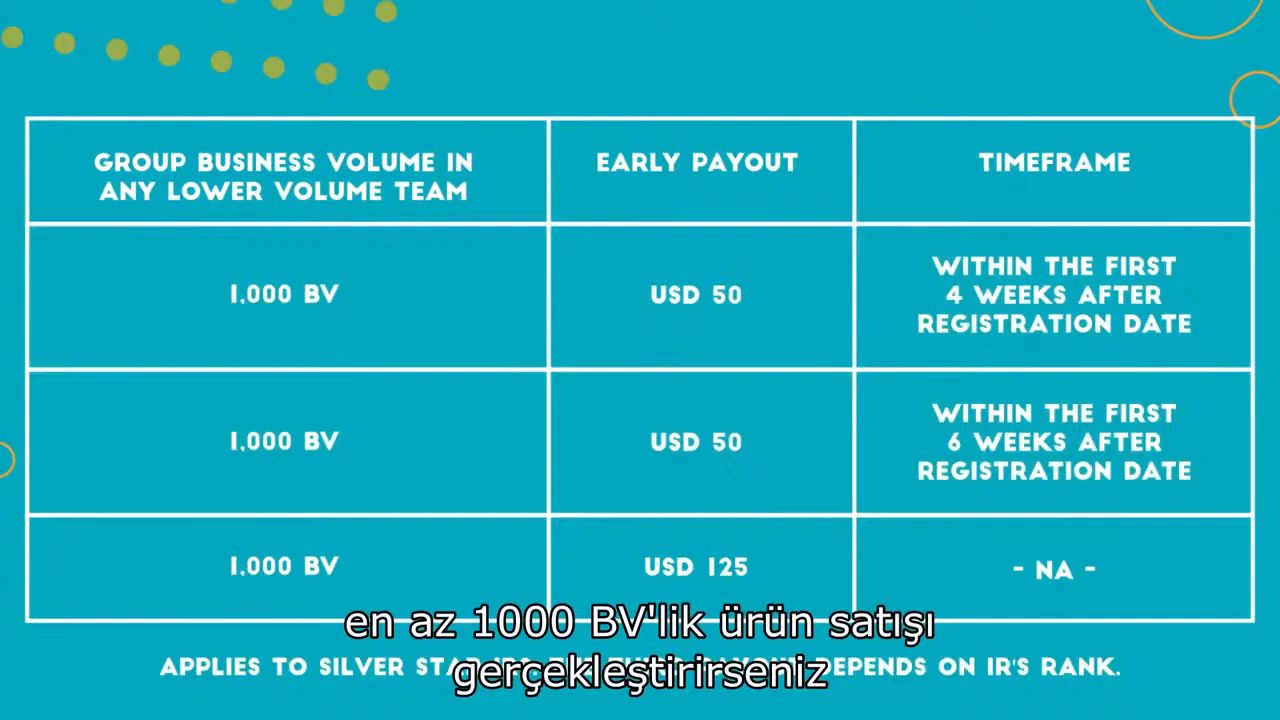 GROUP BUSINESS VOLUME IN
ANY LOWER VOLUME TEAM
EARLY PAYOUT
TIMEFRAME
1,000 BV
USD 50
WITHIN THE FIRST
4 WEEKS AFTER
REGISTRATION DATE
1,000 BV
USD 50
WITHIN THE FIRST
6 WEEKS AFTER
REGISTRATION DATE
1,000 BV
USD 125
- NA -
en az 1000 BV'lik ürün satışı
gerçekleştirirseniz
APPLIES TO SILVER DEPENDS ON IR'S RANK.